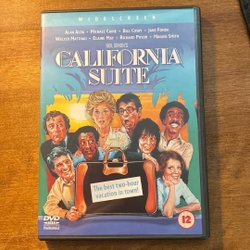 WIDESCREEN
ALAN ALDA · MICHAEL CAINE · BILL COSBY · JANE FONDA
WALTER MATTHAU · ELAINE MAY · RICHARD PRYOR · MAGGIE SMITH
NEIL SIMON'S
CALIFORNIA
SUITE
The best two-hour
vacation in town!
DVD
12